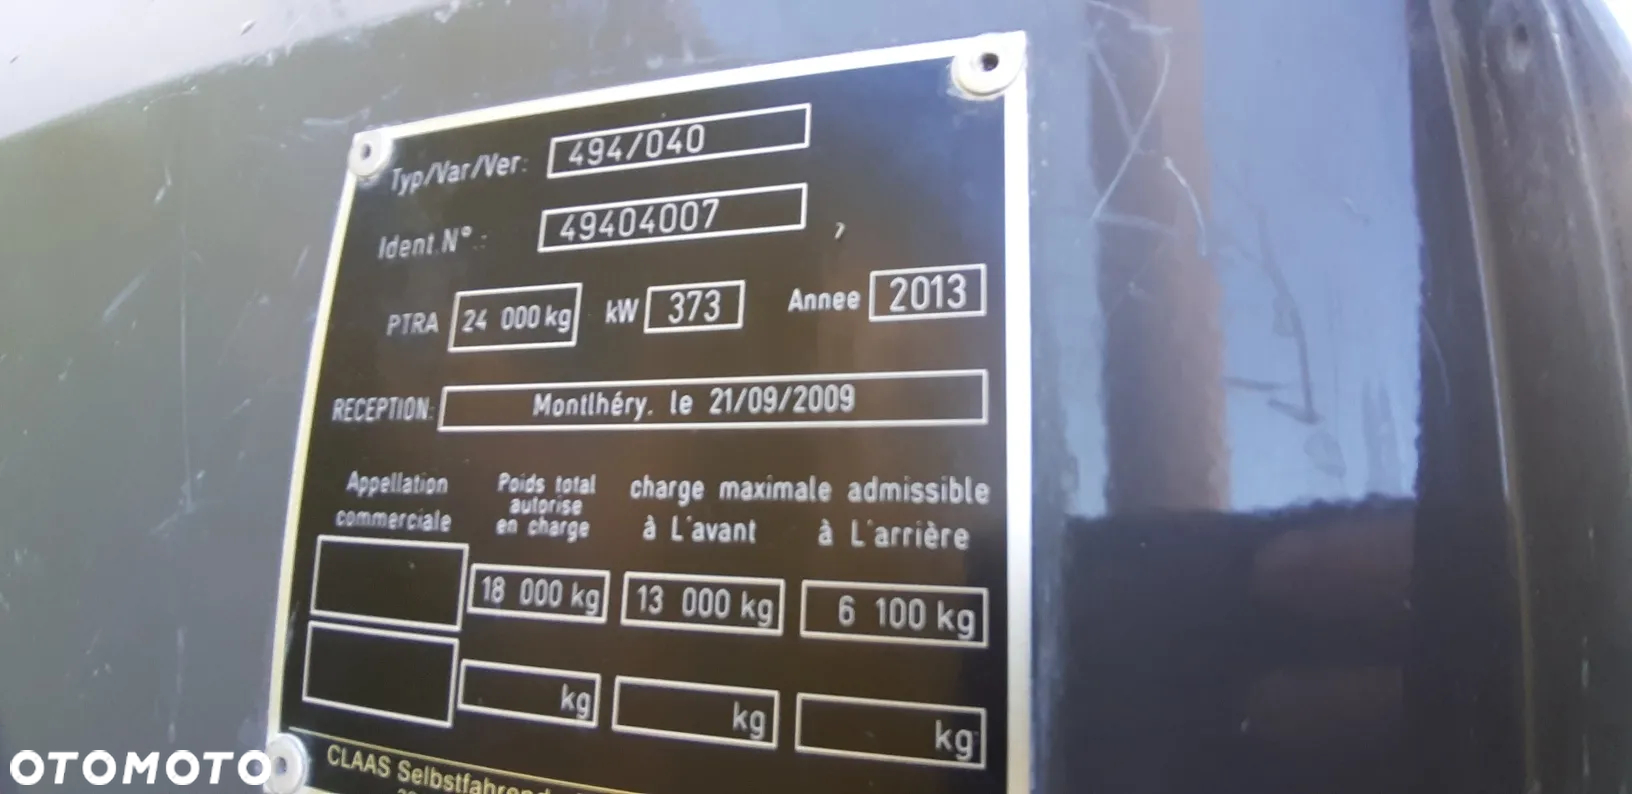 Typ/Var/Ver: 494/040
Ident.N°.: 49404007
PTRA 24 000 kg kW 373 Annee 2013
RECEPTION: Montlhéry, le 21/09/2009
Appellation commerciale
Poids total autorise en charge
charge maximale admissible
à L'avant à L'arrière
18 000 kg 13 000 kg 6 100 kg
kg kg kg
CLAAS
OTOMOTO